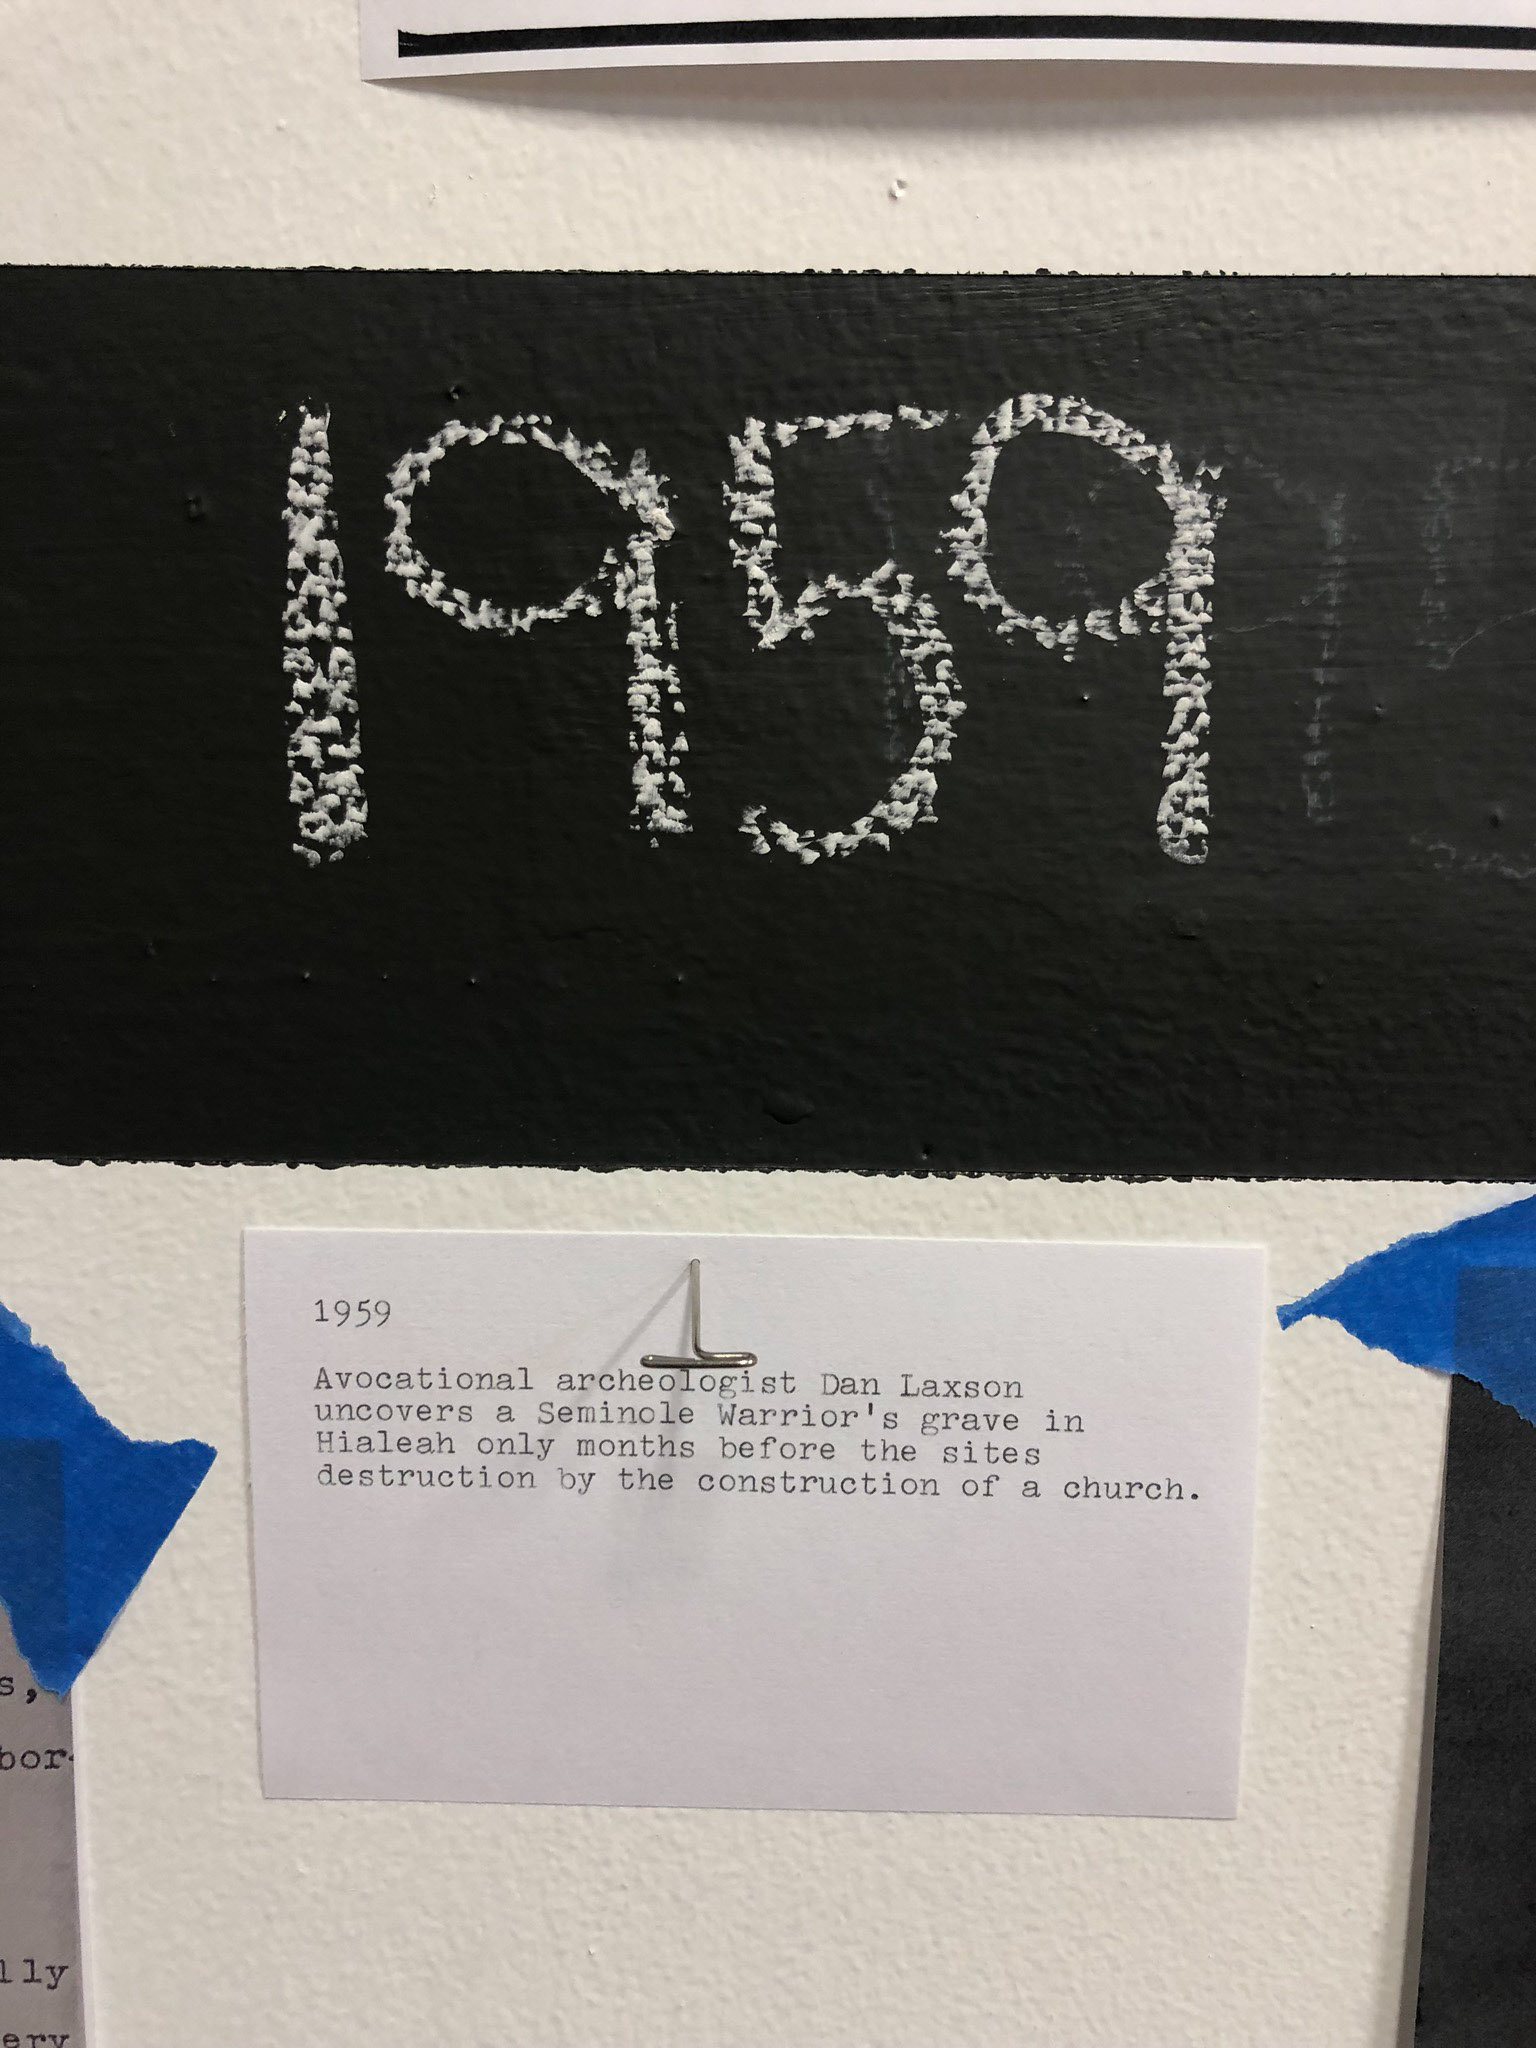 1959
1959
Avocational archeologist Dan Laxson
uncovers a Seminole Warrior's grave in
Hialeah only months before the sites
destruction by the construction of a church.
s,
bor-
lly
ery